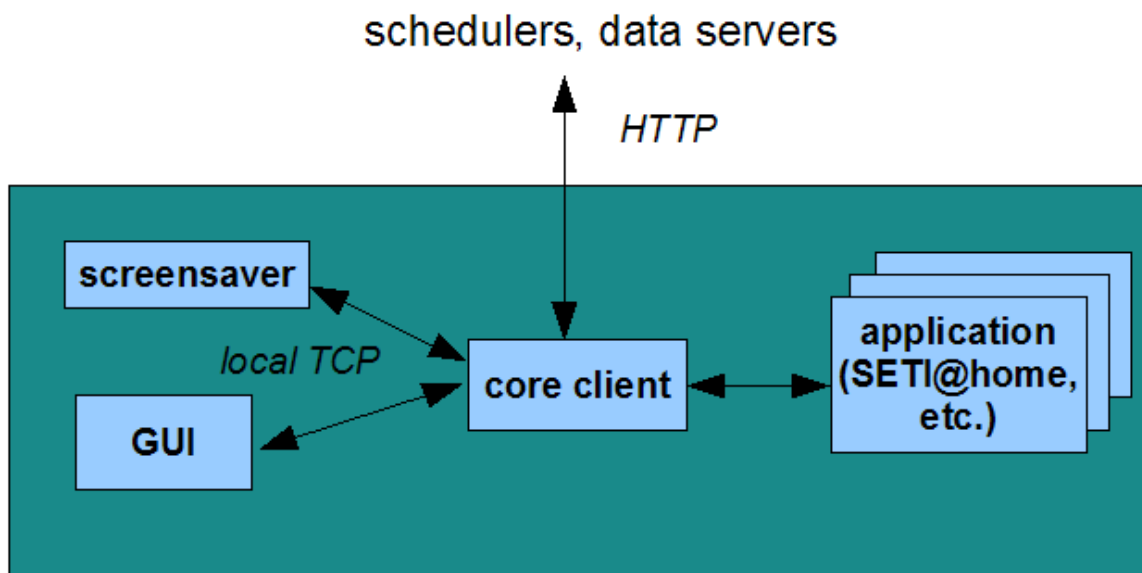 schedulers, data servers
HTTP
screensaver
local TCP
GUI
core client
application
(SETI@home,
etc.)